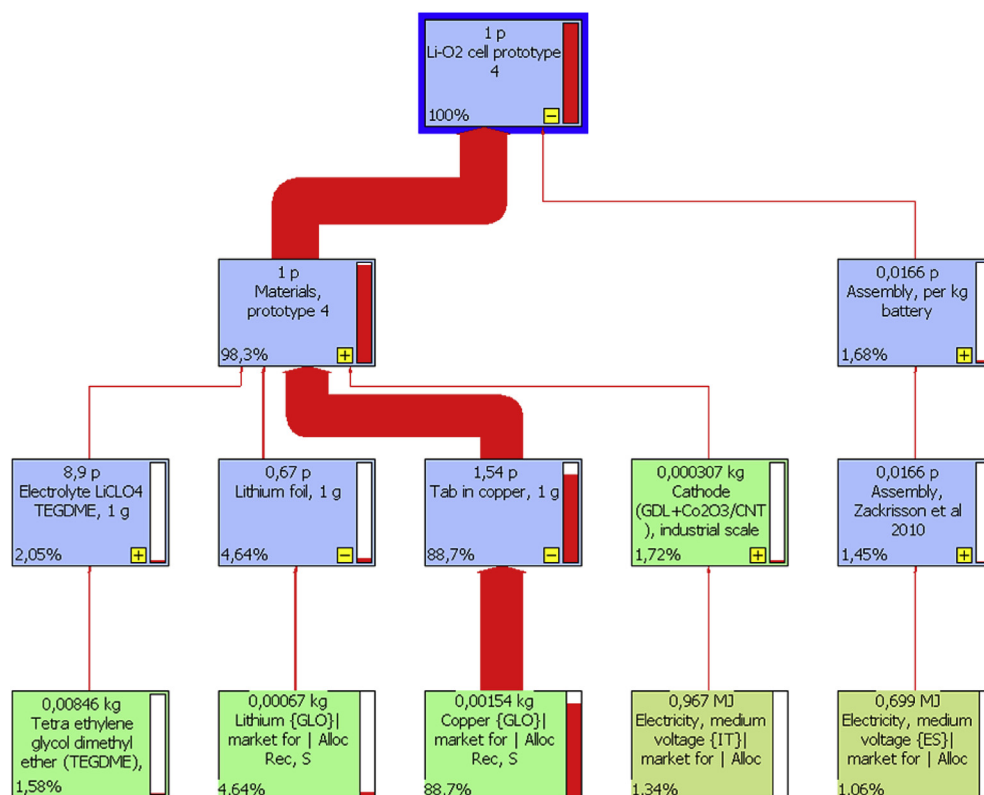 1 p
Li-O2 cell prototype
4
100%
1 p
Materials,
prototype 4
98,3%
0,0166 p
Assembly, per kg
battery
1,68%
8,9 p
Electrolyte LiCLO4
TEGDME, 1 g
2,05%
0,67 p
Lithium foil, 1 g
4,64%
1,54 p
Tab in copper, 1 g
88,7%
0,000307 kg
Cathode
(GDL+Co2O3/CNT
), industrial scale
1,72%
0,0166 p
Assembly,
Zackrisson et al
2010
1,45%
0,00846 kg
Tetra ethylene
glycol dimethyl
ether (TEGDME),
1,58%
0,00067 kg
Lithium {GLO}|
market for | Alloc
Rec, S
4,64%
0,00154 kg
Copper {GLO}|
market for | Alloc
Rec, S
88,7%
0,967 MJ
Electricity, medium
voltage {IT}|
market for | Alloc
1,34%
0,699 MJ
Electricity, medium
voltage {ES}|
market for | Alloc
1,06%